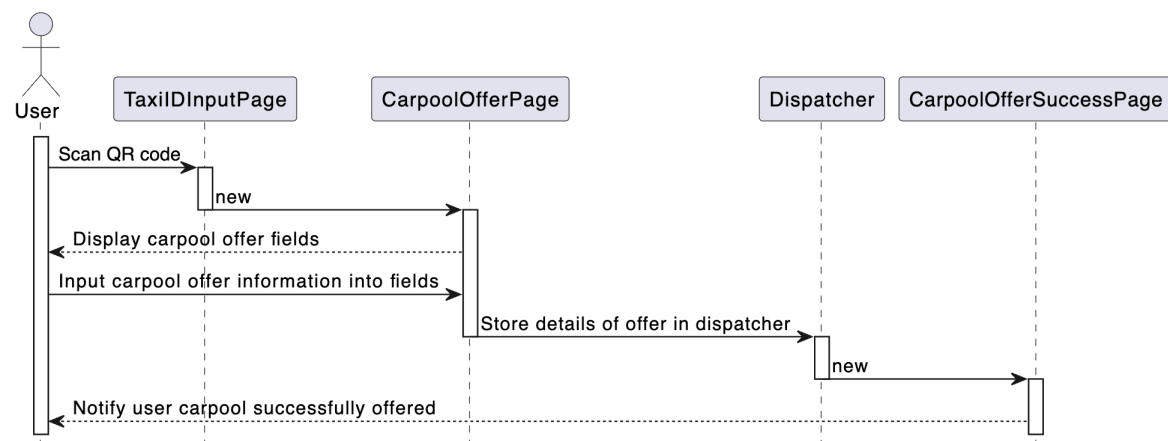 User
TaxiIDInputPage
CarpoolOfferPage
Dispatcher
CarpoolOfferSuccessPage
Scan QR code
new
Display carpool offer fields
Input carpool offer information into fields
Store details of offer in dispatcher
new
Notify user carpool successfully offered